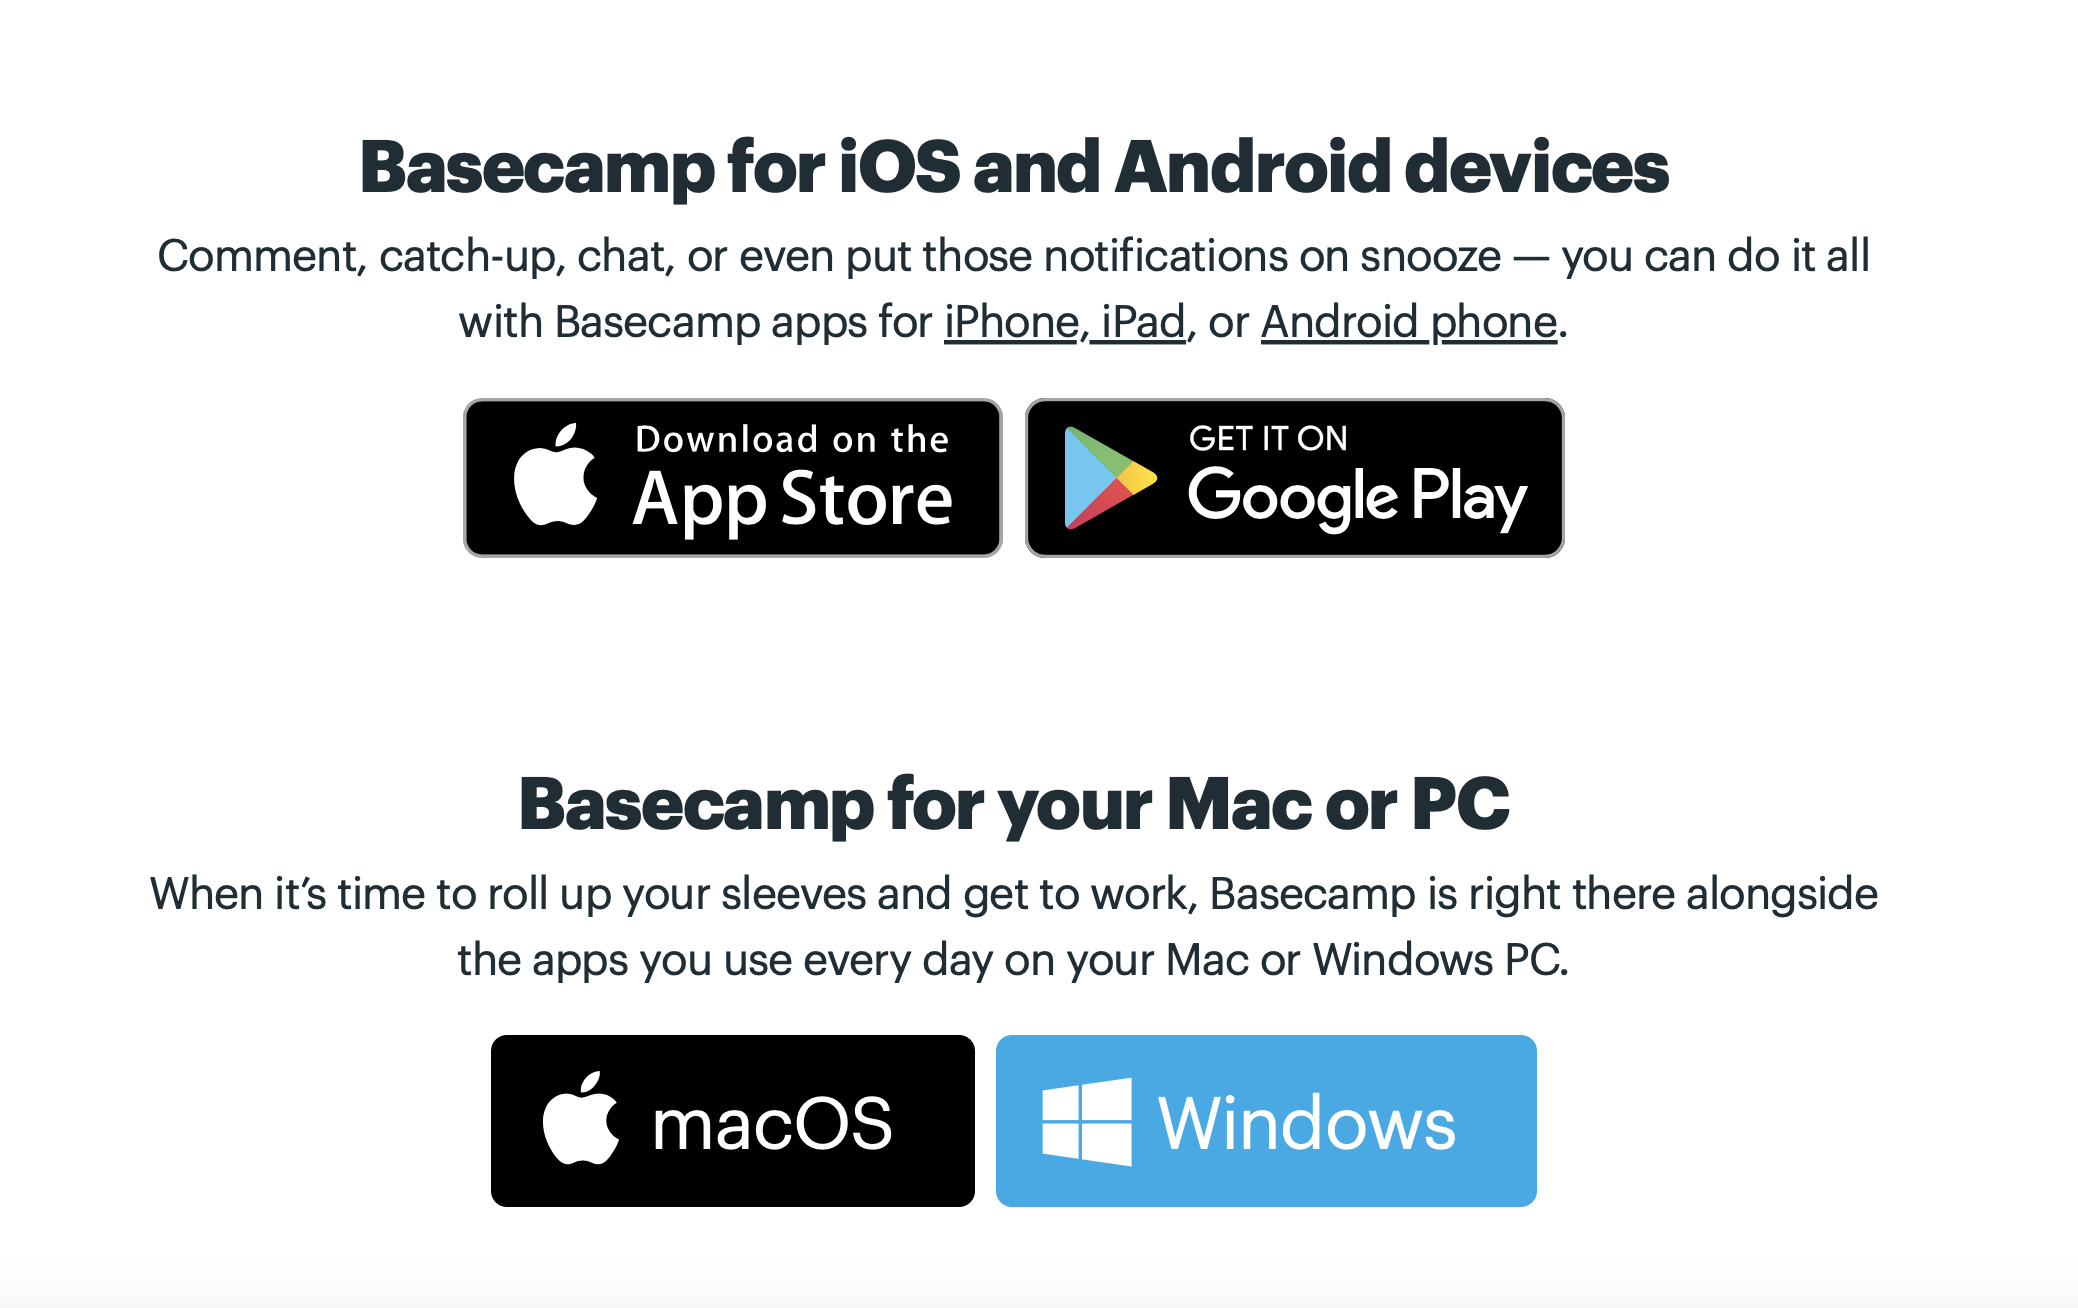 Basecamp for iOS and Android devices
Comment, catch-up, chat, or even put those notifications on snooze — you can do it all
with Basecamp apps for iPhone, iPad, or Android phone.
Download on the
App Store
GET IT ON
Google Play
Basecamp for your Mac or PC
When it’s time to roll up your sleeves and get to work, Basecamp is right there alongside
the apps you use every day on your Mac or Windows PC.
macOS
Windows